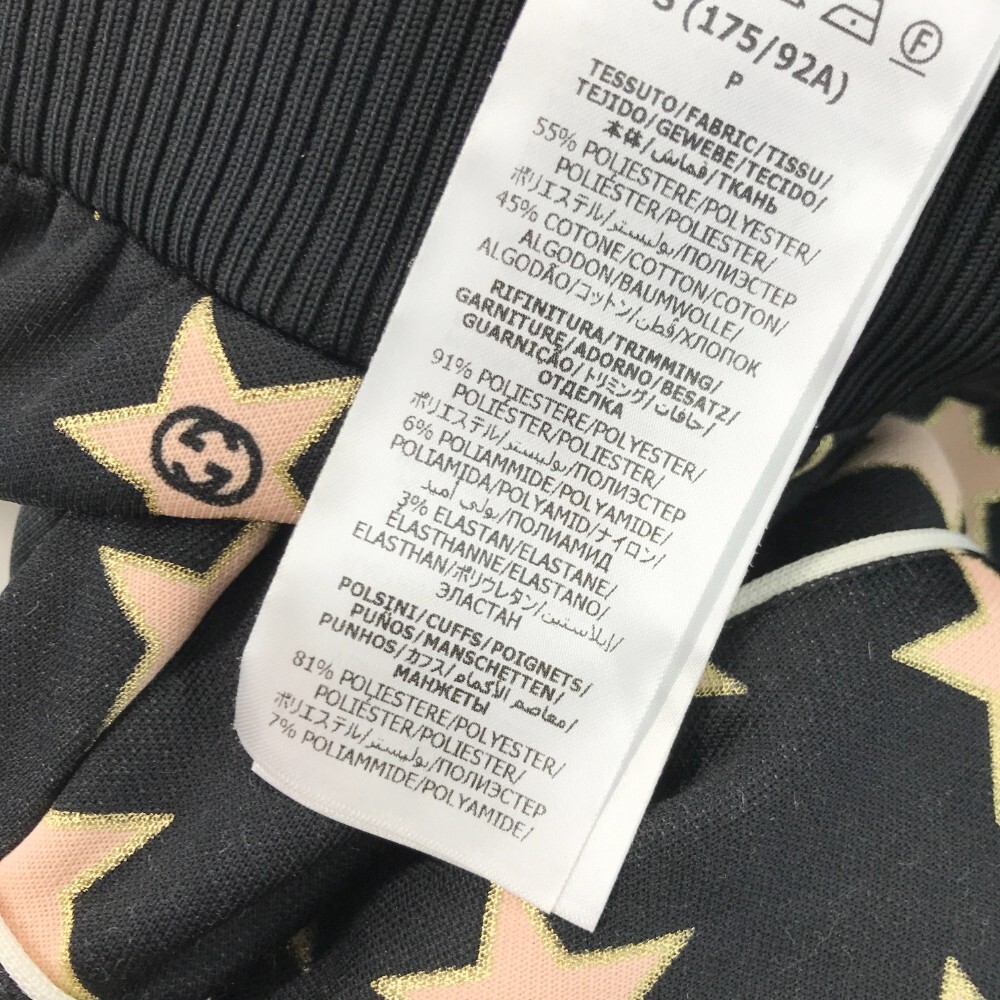 S (175/92A)
F
P
TESSUTO/FABRIC/TISSU/
TEJIDO/GEWEBE/TECIDO/
本体/قماش/ТКАНЬ
55% POLIESTERE/POLYESTER/
POLIÉSTER/POLIESTER/
ポリエステル/بوليستر/ПОЛИЭСТЕР
45% COTONE/COTTON/COTON/
ALGODON/BAUMWOLLE/
ALGODÃO/コットン/قطن/ХЛОПОК
RIFINITURA/TRIMMING/
GARNITURE/ADORNO/BESATZ/
GUARNIÇÃO/トリミング/حافات/
ОТДЕЛКА
91% POLIESTERE/POLYESTER/
POLIÉSTER/POLIESTER/
ポリエステル/بوليستر/ПОЛИЭСТЕР
6% POLIAMMIDE/POLYAMIDE/
POLIAMIDA/POLYAMID/ナイロン/
بولي أميد/ПОЛИАМИД
3% ELASTAN/ELASTANE/
ÉLASTHANNE/ELASTANO/
ELASTHAN/ポリウレタン/إيلاستين/
ЭЛАСТАН
POLSINI/CUFFS/POIGNETS/
PUÑOS/MANSCHETTEN/
PUNHOS/カフス/معاصم الأكمام/
МАНЖЕТЫ
81% POLIESTERE/POLYESTER/
POLIÉSTER/POLIESTER/
ポリエステル/بوليستر/ПОЛИЭСТЕР
7% POLIAMMIDE/POLYAMIDE/